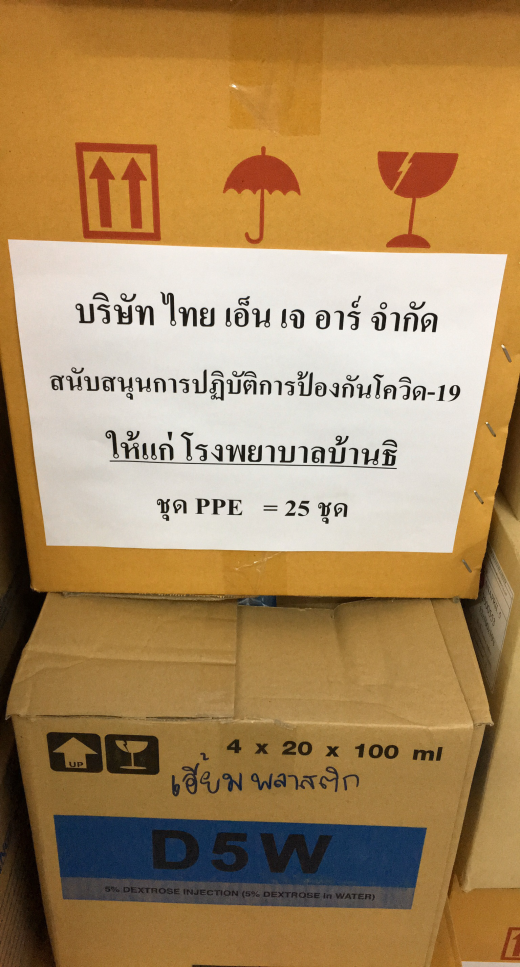 บริษัท ไทย เอ็น เจ อาร์ จำกัด
สนับสนุนการปฏิบัติการป้องกันโควิด-19
ให้แก่ โรงพยาบาลบ้านธิ
ชุด PPE = 25 ชุด
4 x 20 x 100 ml
UP
เอี๊ยม พลาสติก
D5W
5% DEXTROSE INJECTION (5% DEXTROSE in WATER)